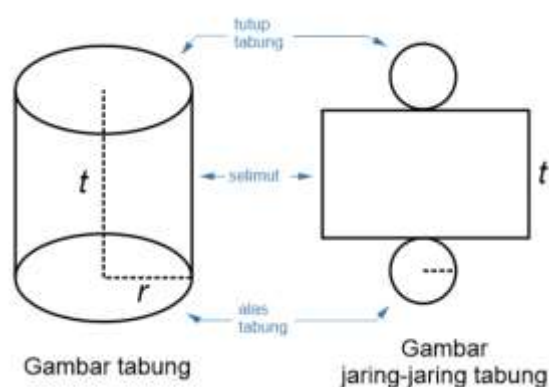 tutup
tabung
t
selimut
t
r
alas
tabung
Gambar tabung
Gambar
jaring-jaring tabung